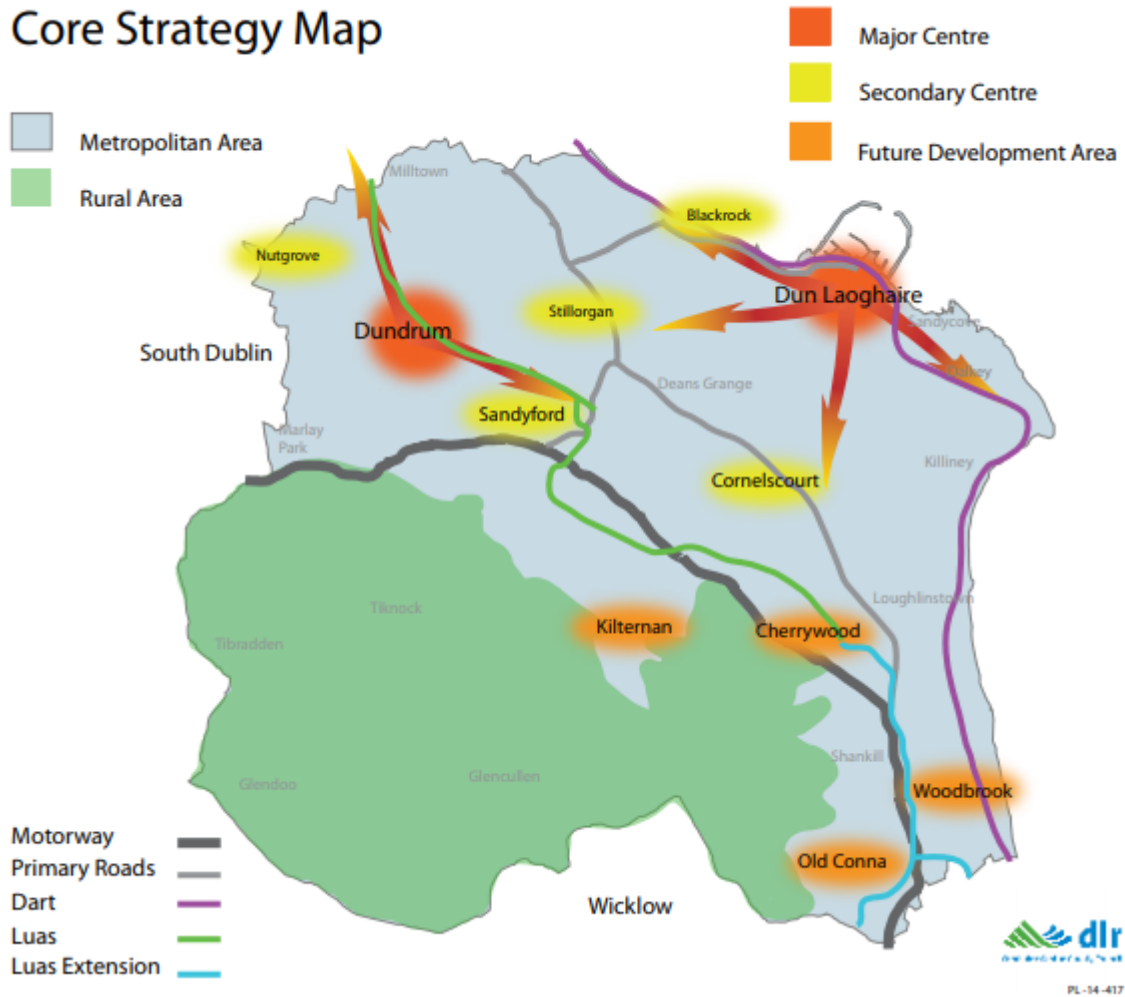 Core Strategy Map
Major Centre
Secondary Centre
Future Development Area
Metropolitan Area
Rural Area
Milltown
Blackrock
Nutgrove
Dun Laoghaire
Stillorgan
Sandycove
Dundrum
South Dublin
Dalkey
Deans Grange
Sandyford
Marlay
Park
Killiney
Cornelscourt
Loughlinstown
Tiknock
Kilternan
Cherrywood
Tibradden
Shankill
Glencullen
Glendoo
Woodbrook
Old Conna
Wicklow
Motorway
Primary Roads
Dart
Luas
Luas Extension
dlr
PL-14-417